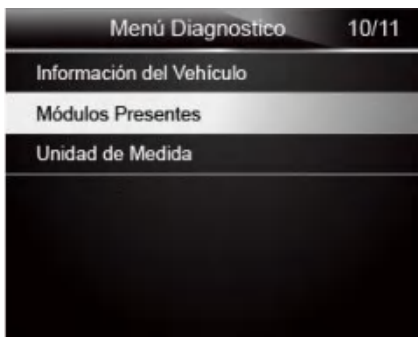 Menú Diagnostico 10/11
Información del Vehículo
Módulos Presentes
Unidad de Medida